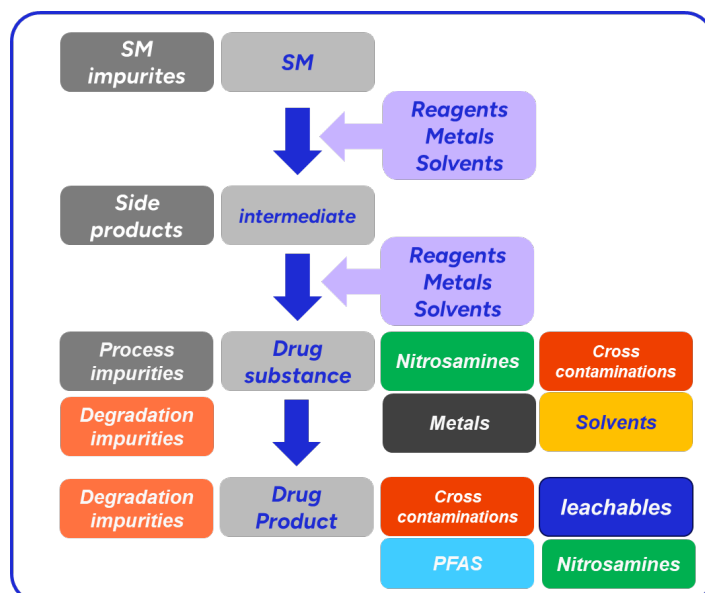 SM
impurites
SM
Reagents
Metals
Solvents
Side
products
intermediate
Reagents
Metals
Solvents
Process
impurities
Drug
substance
Nitrosamines
Cross
contaminations
Degradation
impurities
Metals
Solvents
Degradation
impurities
Drug
Product
Cross
contaminations
leachables
PFAS
Nitrosamines